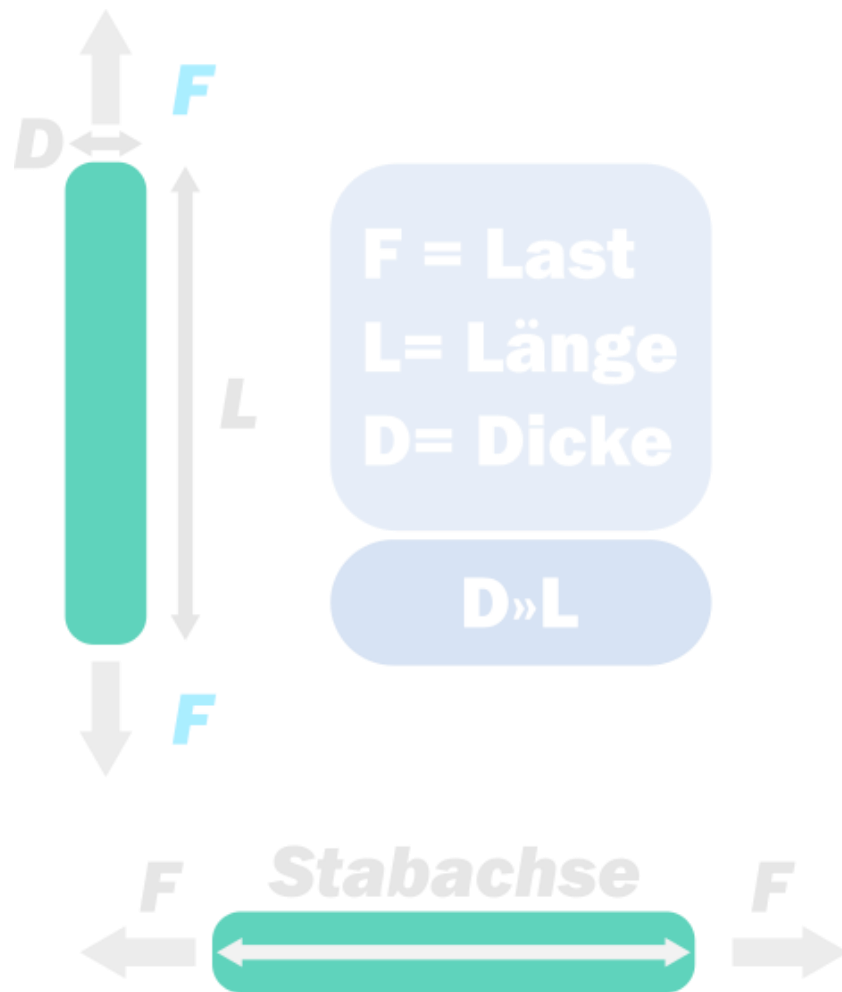 F
D
F = Last
L= Länge
D= Dicke
L
D»L
F
Stabachse
F
F